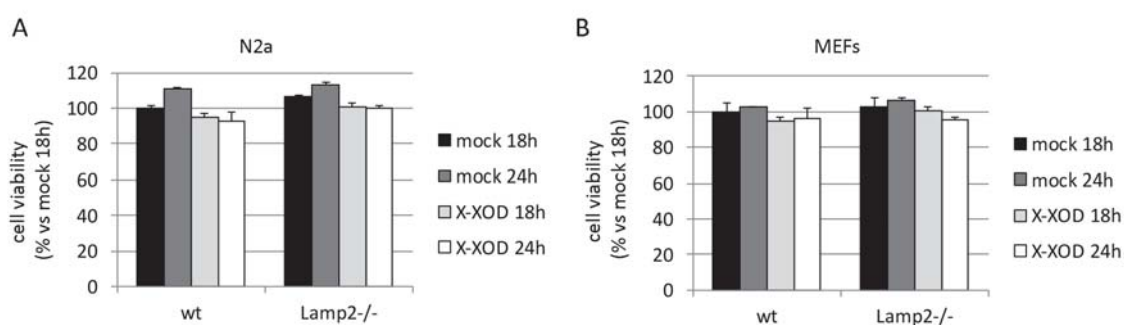 A
N2a
cell viability
(% vs mock 18h)
120
100
80
60
40
20
0
wt
Lamp2-/-
mock 18h
mock 24h
X-XOD 18h
X-XOD 24h
B
MEFs
cell viability
(% vs mock 18h)
120
100
80
60
40
20
0
wt
Lamp2-/-
mock 18h
mock 24h
X-XOD 18h
X-XOD 24h